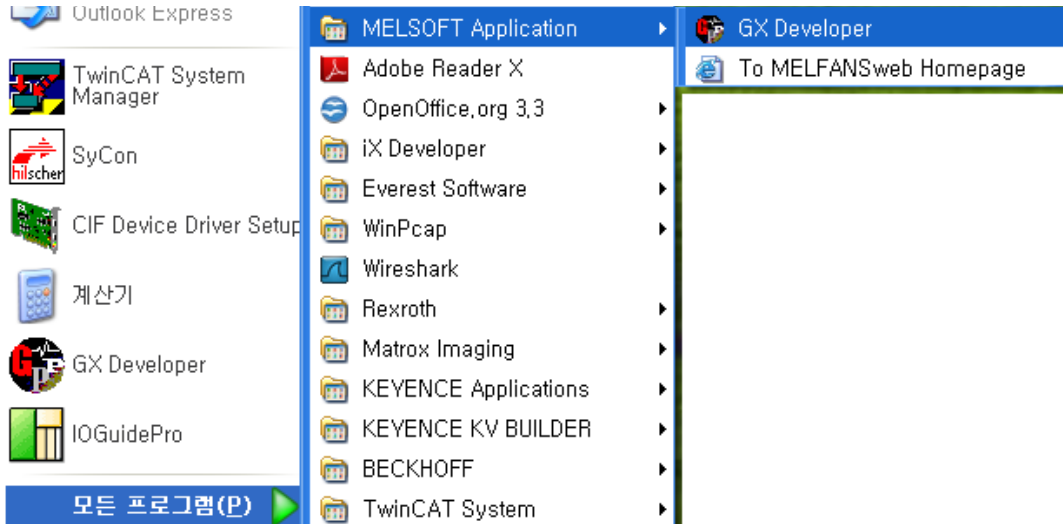 Outlook Express
TwinCAT System
Manager
hilscher
SyCon
CIF Device Driver Setup
계산기
GX Developer
IOGuidePro
모든 프로그램(P)
MELSOFT Application
Adobe Reader X
OpenOffice,org 3,3
iX Developer
Everest Software
WinPcap
Wireshark
Rexroth
Matrox Imaging
KEYENCE Applications
KEYENCE KV BUILDER
BECKHOFF
TwinCAT System
GX Developer
To MELFANSweb Homepage